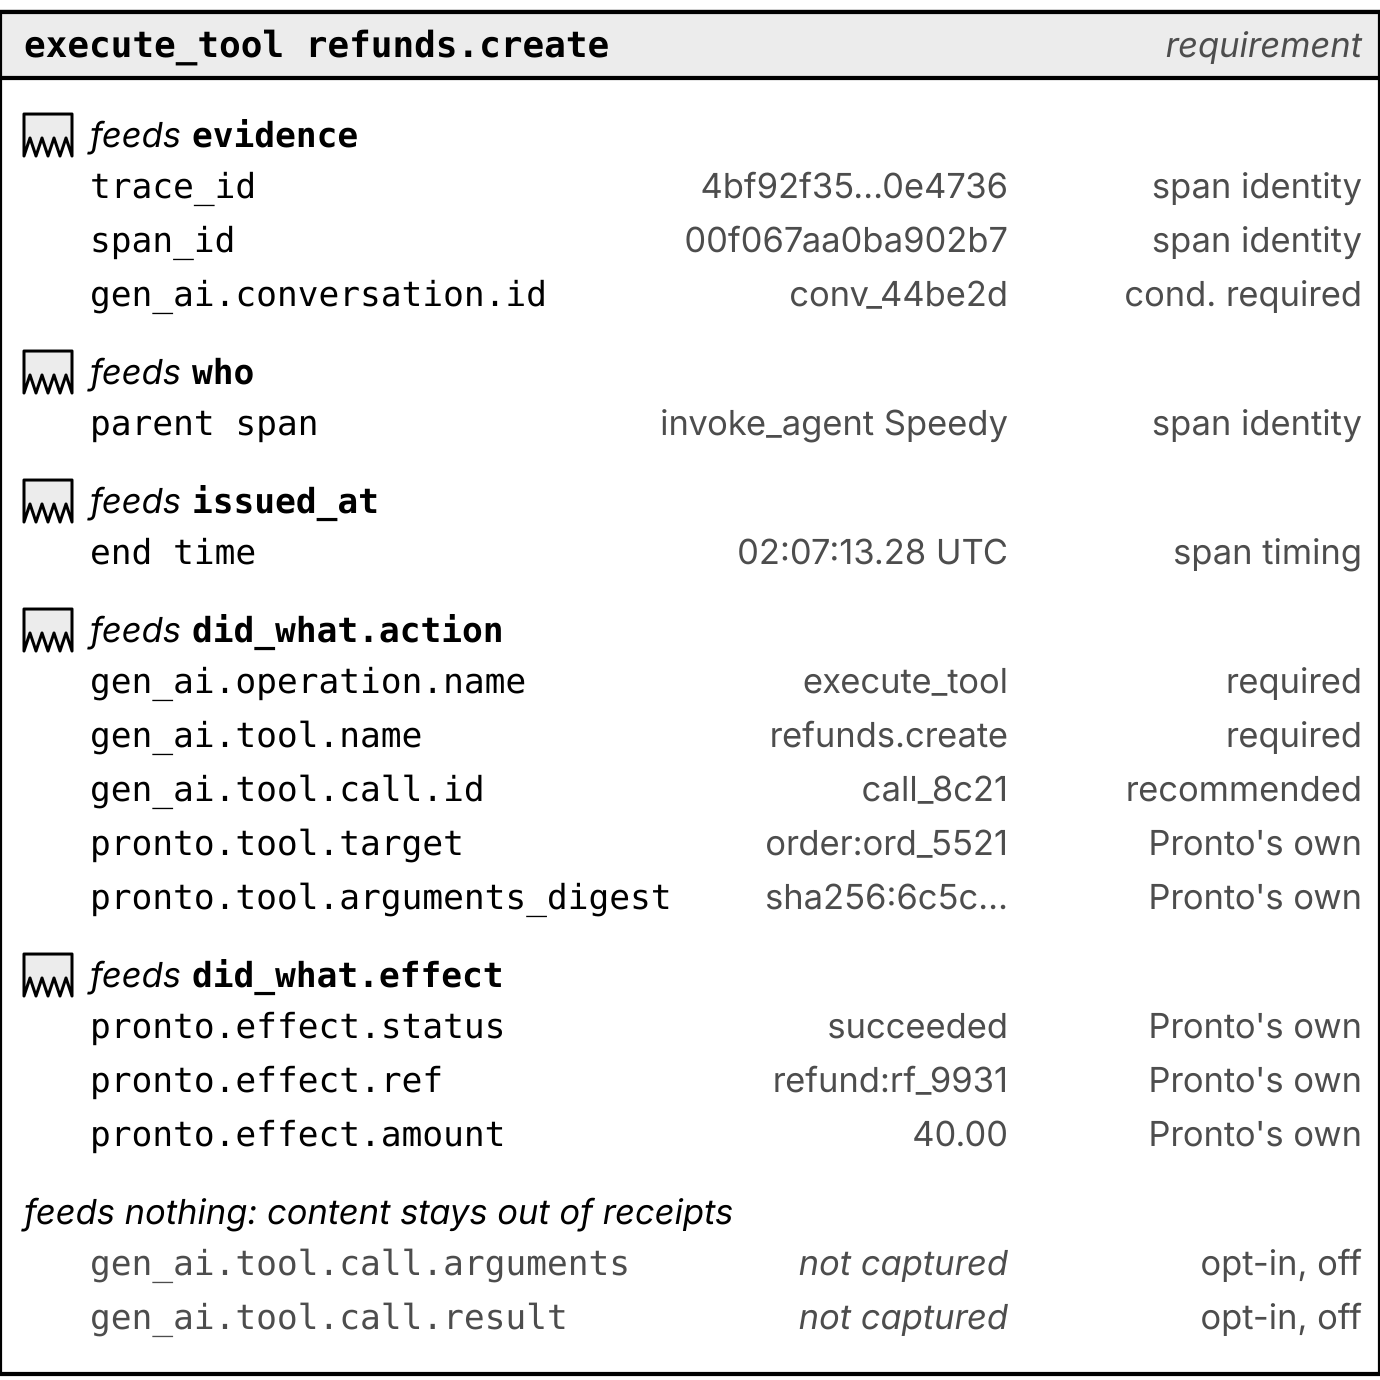 execute_tool refunds.create requirement
feeds evidence
trace_id 4bf92f35...0e4736 span identity
span_id 00f067aa0ba902b7 span identity
gen_ai.conversation.id conv_44be2d cond. required
feeds who
parent span invoke_agent Speedy span identity
feeds issued_at
end time 02:07:13.28 UTC span timing
feeds did_what.action
gen_ai.operation.name execute_tool required
gen_ai.tool.name refunds.create required
gen_ai.tool.call.id call_8c21 recommended
pronto.tool.target order:ord_5521 Pronto's own
pronto.tool.arguments_digest sha256:6c5c... Pronto's own
feeds did_what.effect
pronto.effect.status succeeded Pronto's own
pronto.effect.ref refund:rf_9931 Pronto's own
pronto.effect.amount 40.00 Pronto's own
feeds nothing: content stays out of receipts
gen_ai.tool.call.arguments not captured opt-in, off
gen_ai.tool.call.result not captured opt-in, off